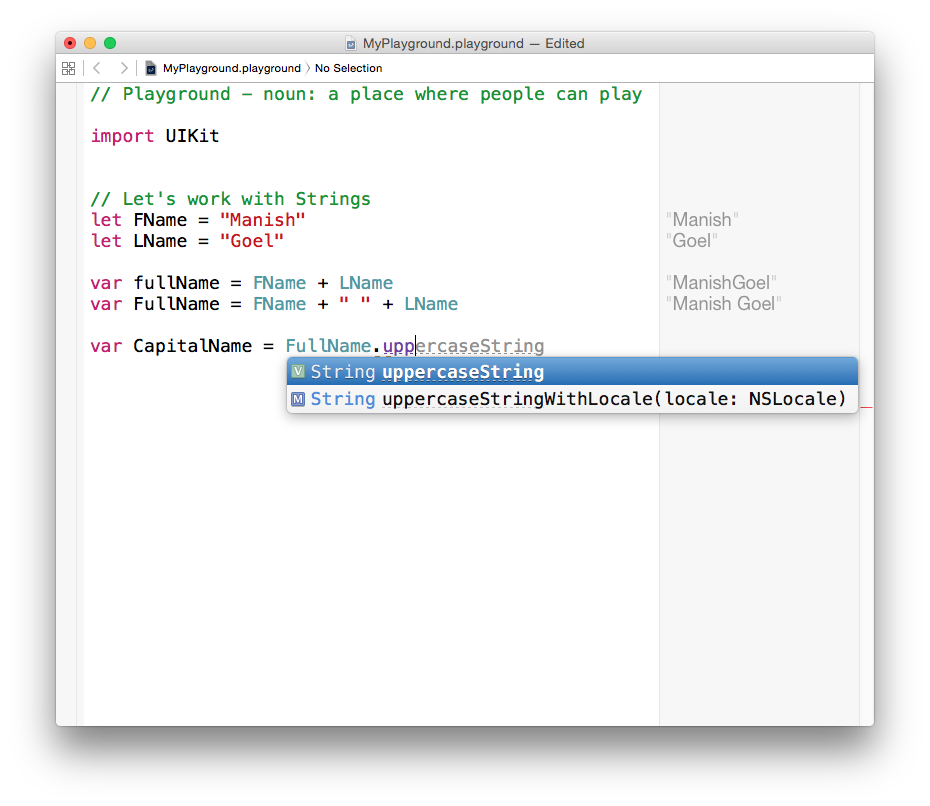 MyPlayground.playground — Edited
MyPlayground.playground 〉 No Selection
// Playground – noun: a place where people can play
import UIKit
// Let's work with Strings
let FName = "Manish" "Manish"
let LName = "Goel" "Goel"
var fullName = FName + LName "ManishGoel"
var FullName = FName + " " + LName "Manish Goel"
var CapitalName = FullName.uppercaseString
V String uppercaseString
M String uppercaseStringWithLocale(locale: NSLocale)